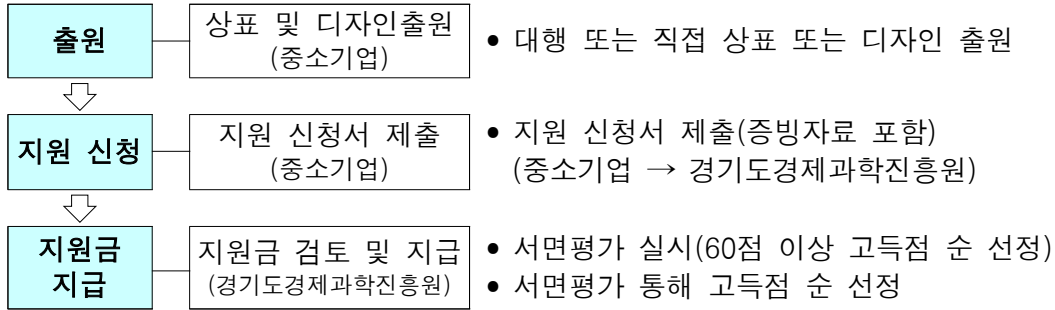 출원
상표 및 디자인출원
(중소기업)
• 대행 또는 직접 상표 또는 디자인 출원
지원 신청
지원 신청서 제출
(중소기업)
• 지원 신청서 제출(증빙자료 포함)
(중소기업 → 경기도경제과학진흥원)
지원금
지급
지원금 검토 및 지급
(경기도경제과학진흥원)
• 서면평가 실시(60점 이상 고득점 순 선정)
• 서면평가 통해 고득점 순 선정